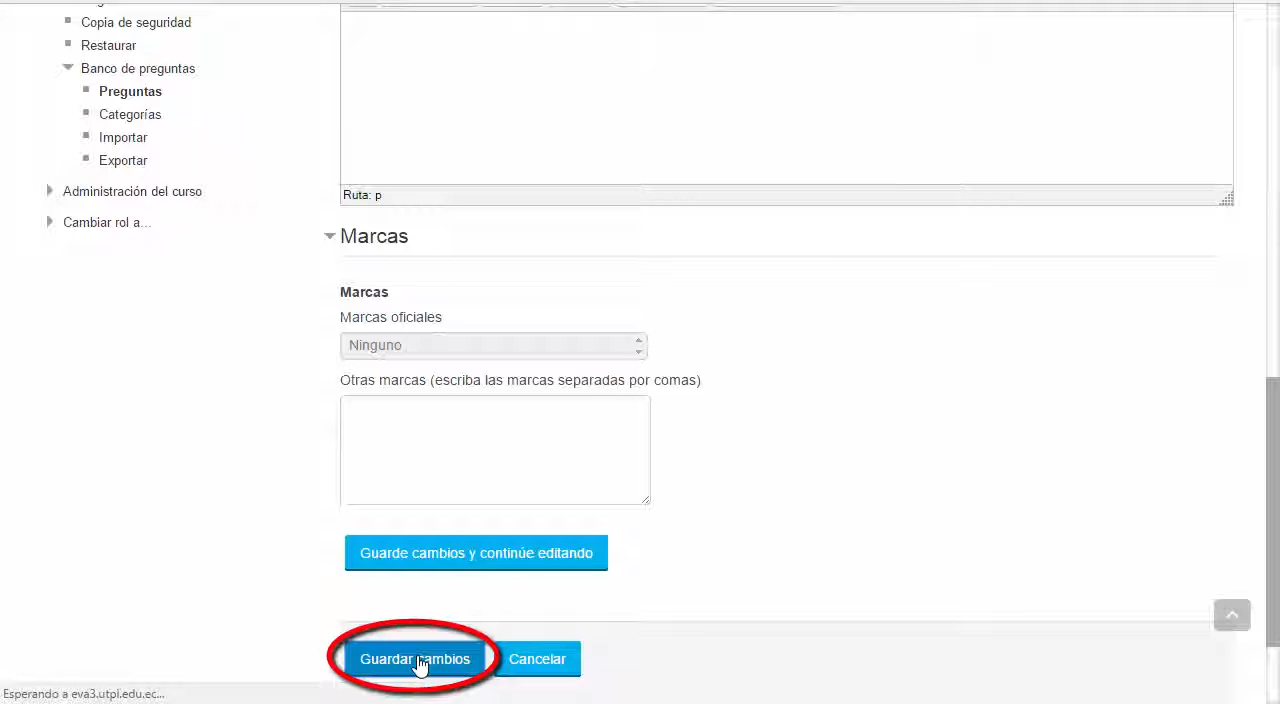 Copia de seguridad
Restaurar
Banco de preguntas
Preguntas
Categorías
Importar
Exportar
Administración del curso
Cambiar rol a...
Ruta: p
Marcas
Marcas
Marcas oficiales
Ninguno
Otras marcas (escriba las marcas separadas por comas)
Guarde cambios y continúe editando
Guardar cambios
Cancelar
Esperando a eva3.utpl.edu.ec...